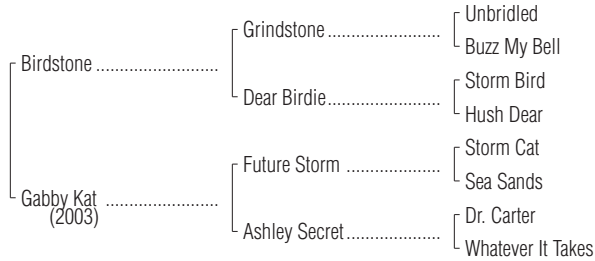 Unbridled
Grindstone
Buzz My Bell
Birdstone
Storm Bird
Dear Birdie
Hush Dear
Storm Cat
Future Storm
Sea Sands
Gabby Kat
(2003)
Dr. Carter
Ashley Secret
Whatever It Takes